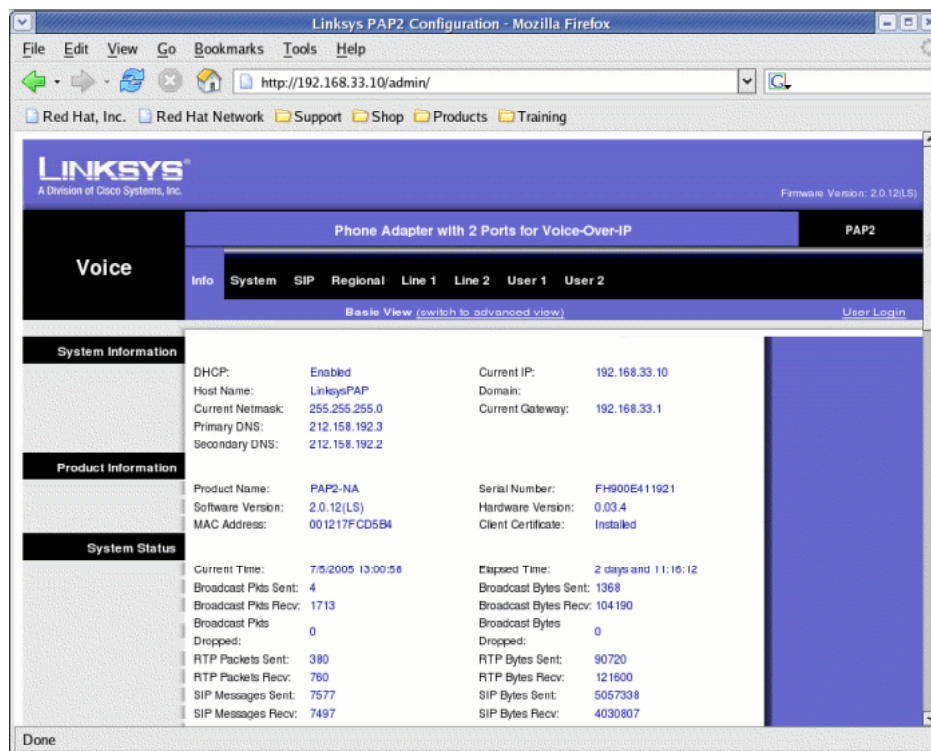 Linksys PAP2 Configuration - Mozilla Firefox
File Edit View Go Bookmarks Tools Help
http://192.168.33.10/admin/
G
Red Hat, Inc. Red Hat Network Support Shop Products Training
LINKSYS®
A Division of Cisco Systems, Inc.
Firmware Version: 2.0.12(LS)
Phone Adapter with 2 Ports for Voice-Over-IP PAP2
Voice
Info System SIP Regional Line 1 Line 2 User 1 User 2
Basic View (switch to advanced view) User Login
System Information
DHCP: Enabled Current IP: 192.168.33.10
Host Name: LinksysPAP Domain:
Current Netmask: 255.255.255.0 Current Gateway: 192.168.33.1
Primary DNS: 212.158.192.3
Secondary DNS: 212.158.192.2
Product Information
Product Name: PAP2-NA Serial Number: FH900E411921
Software Version: 2.0.12(LS) Hardware Version: 0.03.4
MAC Address: 001217FCD5B4 Client Certificate: Installed
System Status
Current Time: 7/5/2005 13:00:58 Elapsed Time: 2 days and 11:16:12
Broadcast Pkts Sent: 4 Broadcast Bytes Sent: 1368
Broadcast Pkts Recv: 1713 Broadcast Bytes Recv: 104190
Broadcast Pkts Dropped: 0 Broadcast Bytes Dropped: 0
RTP Packets Sent: 380 RTP Bytes Sent: 90720
RTP Packets Recv: 760 RTP Bytes Recv: 121600
SIP Messages Sent: 7577 SIP Bytes Sent: 5057338
SIP Messages Recv: 7497 SIP Bytes Recv: 4030807
Done